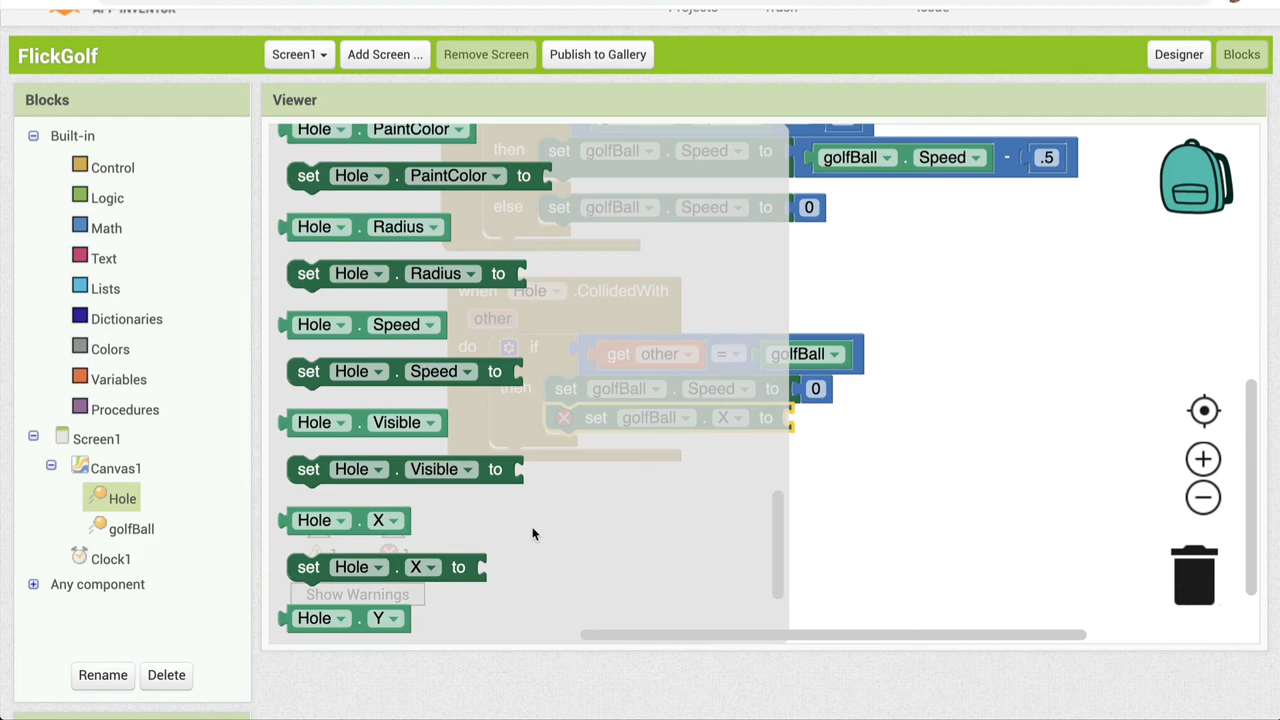 APP INVENTOR
Projects
Trash
Issue
FlickGolf
Screen1
Add Screen ...
Remove Screen
Publish to Gallery
Designer
Blocks
Blocks
Viewer
Built-in
Control
Logic
Math
Text
Lists
Dictionaries
Colors
Variables
Procedures
Screen1
Canvas1
Hole
golfBall
Clock1
Any component
Rename
Delete
Hole . PaintColor
set Hole . PaintColor to
Hole . Radius
set Hole . Radius to
Hole . Speed
set Hole . Speed to
Hole . Visible
set Hole . Visible to
Hole . X
set Hole . X to
Hole . Y
then set golfBall . Speed to golfBall . Speed - .5
else set golfBall . Speed to 0
when Hole .CollidedWith
other
do if get other = golfBall
then set golfBall . Speed to 0
set golfBall . X to
Show Warnings